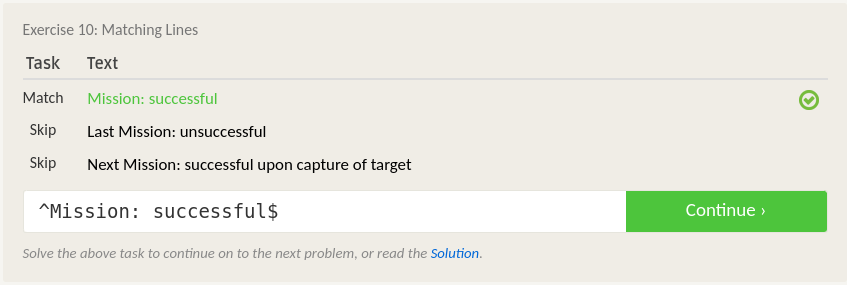 Exercise 10: Matching Lines
Task Text
Match Mission: successful
Skip Last Mission: unsuccessful
Skip Next Mission: successful upon capture of target
^Mission: successful$ Continue ›
Solve the above task to continue on to the next problem, or read the Solution.